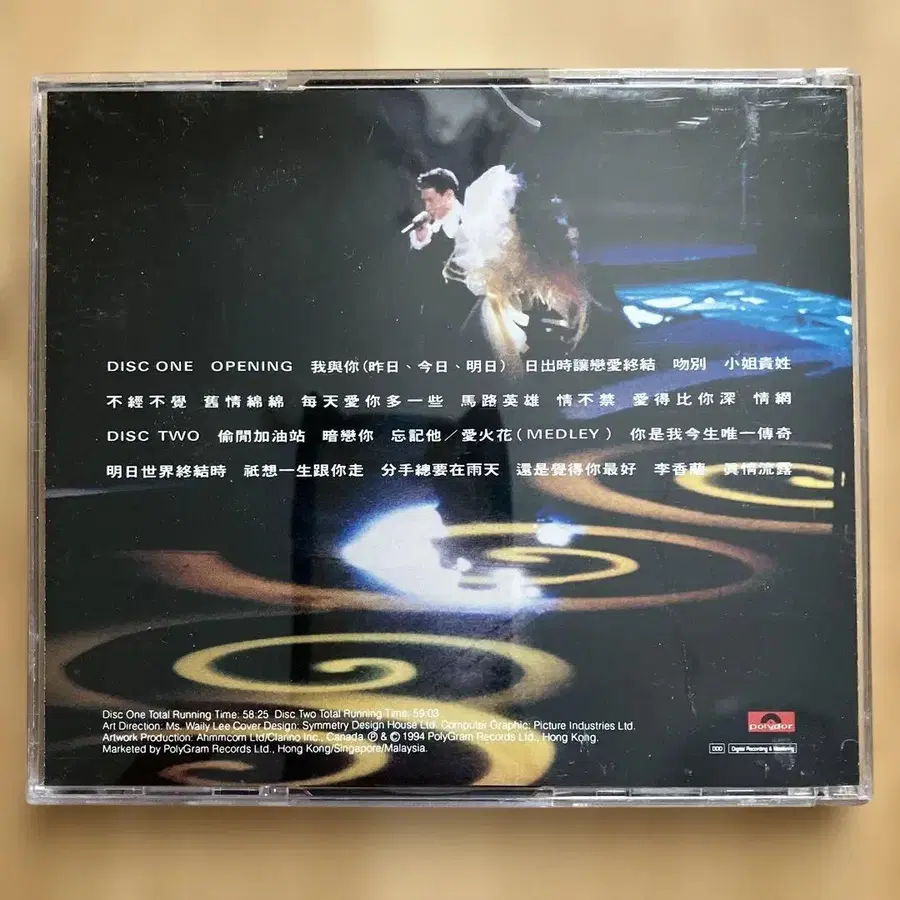 DISC ONE OPENING 我與你(昨日、今日、明日) 日出時讓戀愛終結 吻別 小姐貴姓
不經不覺 舊情綿綿 每天愛你多一些 馬路英雄 情不禁 愛得比你深 情網
DISC TWO 偷閒加油站 暗戀你 忘記他/愛火花(MEDLEY) 你是我今生唯一傳奇
明日世界終結時 祇想一生跟你走 分手總要在雨天 還是覺得你最好 李香蘭 真情流露
Disc One Total Running Time: 58:25 Disc Two Total Running Time: 59:03
Art Direction: Ms. Waily Lee Cover Design: Symmetry Design House Ltd. Computer Graphic: Picture Industries Ltd.
Artwork Production: Ahmmcom Ltd/Clarino Inc., Canada. ℗ & © 1994 PolyGram Records Ltd., Hong Kong.
Marketed by PolyGram Records Ltd., Hong Kong/Singapore/Malaysia.
polydor
DDD Digital Recording & Mastering